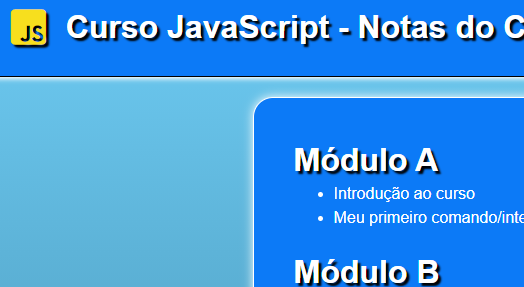 JS
Curso JavaScript - Notas do C
Módulo A
Introdução ao curso
Meu primeiro comando/inte
Módulo B